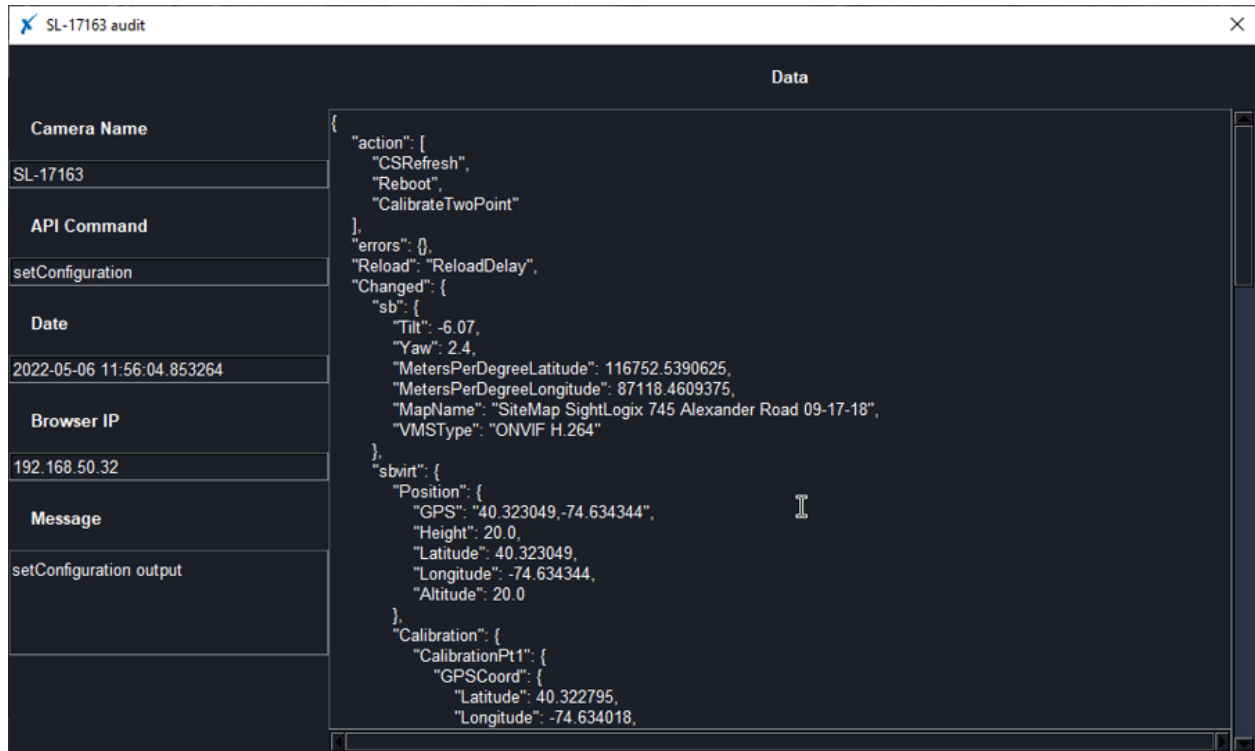 SL-17163 audit
Camera Name
SL-17163
API Command
setConfiguration
Date
2022-05-06 11:56:04.853264
Browser IP
192.168.50.32
Message
setConfiguration output
Data
{
"action": [
"CSRefresh",
"Reboot",
"CalibrateTwoPoint"
],
"errors": {},
"Reload": "ReloadDelay",
"Changed": {
"sb": {
"Tilt": -6.07,
"Yaw": 2.4,
"MetersPerDegreeLatitude": 116752.5390625,
"MetersPerDegreeLongitude": 87118.4609375,
"MapName": "SiteMap SightLogix 745 Alexander Road 09-17-18",
"VMSType": "ONVIF H.264"
},
"sbvirt": {
"Position": {
"GPS": "40.323049,-74.634344",
"Height": 20.0,
"Latitude": 40.323049,
"Longitude": -74.634344,
"Altitude": 20.0
},
"Calibration": {
"CalibrationPt1": {
"GPSCoord": {
"Latitude": 40.322795,
"Longitude": -74.634018,